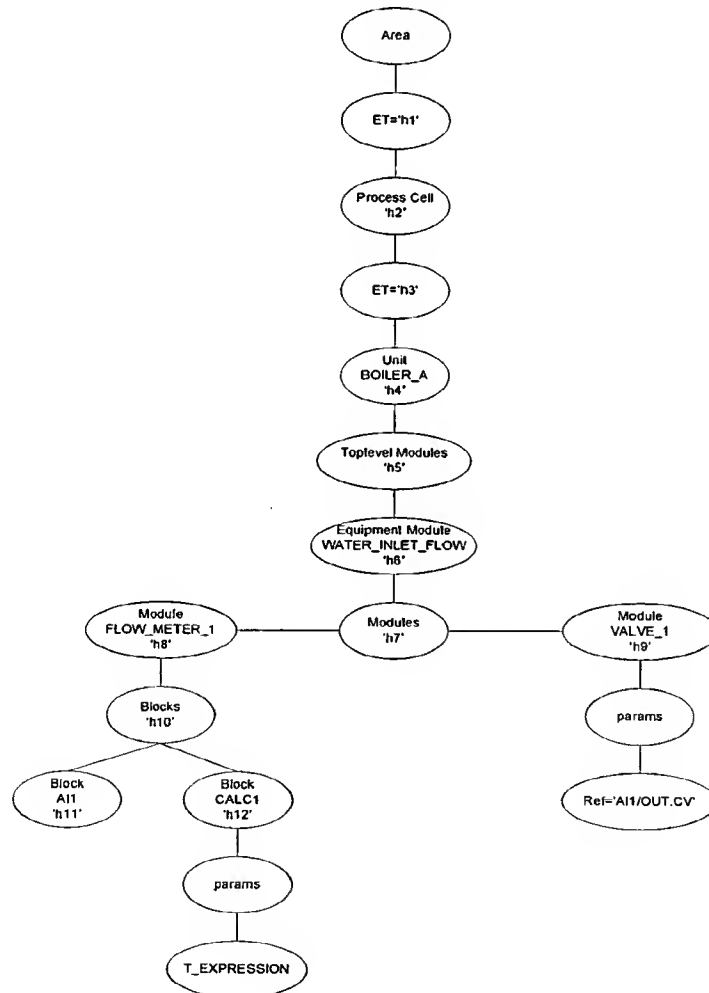 Area
ET='h1'
Process Cell
'h2'
ET='h3'
Unit
BOILER_A
'h4'
Toplevel Modules
'h5'
Equipment Module
WATER_INLET_FLOW
'h6'
Module
FLOW_METER_1
'h8'
Modules
'h7'
Module
VALVE_1
'h9'
Blocks
'h10'
params
Block
AI1
'h11'
Block
CALC1
'h12'
Ref='AI1/OUT.CV'
params
T_EXPRESSION